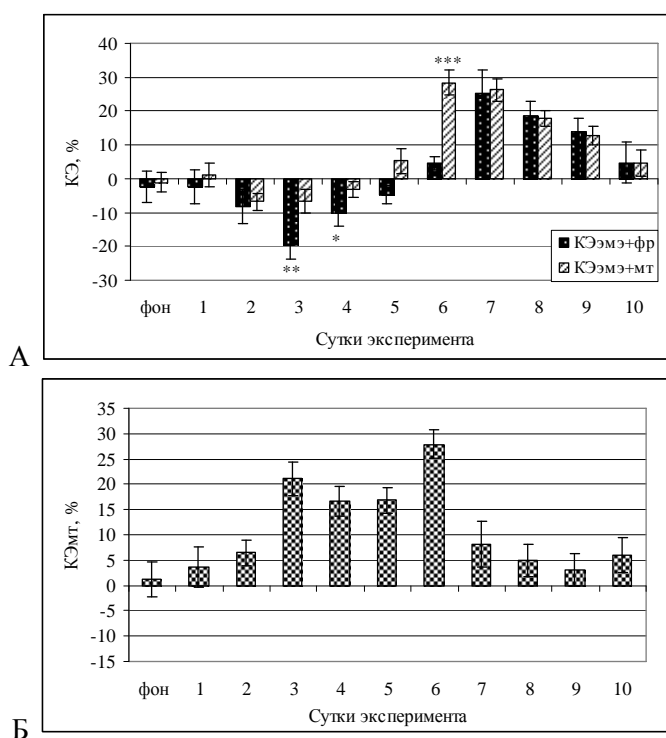 А
КЭ, %
40
30
20
10
0
-10
-20
-30
***
**
*
КЭэмэ+фр
КЭэмэ+мт
фон 1 2 3 4 5 6 7 8 9 10
Сутки эксперимента
Б
КЭмт, %
35
30
25
20
15
10
5
0
-5
-10
-15
фон 1 2 3 4 5 6 7 8 9 10
Сутки эксперимента